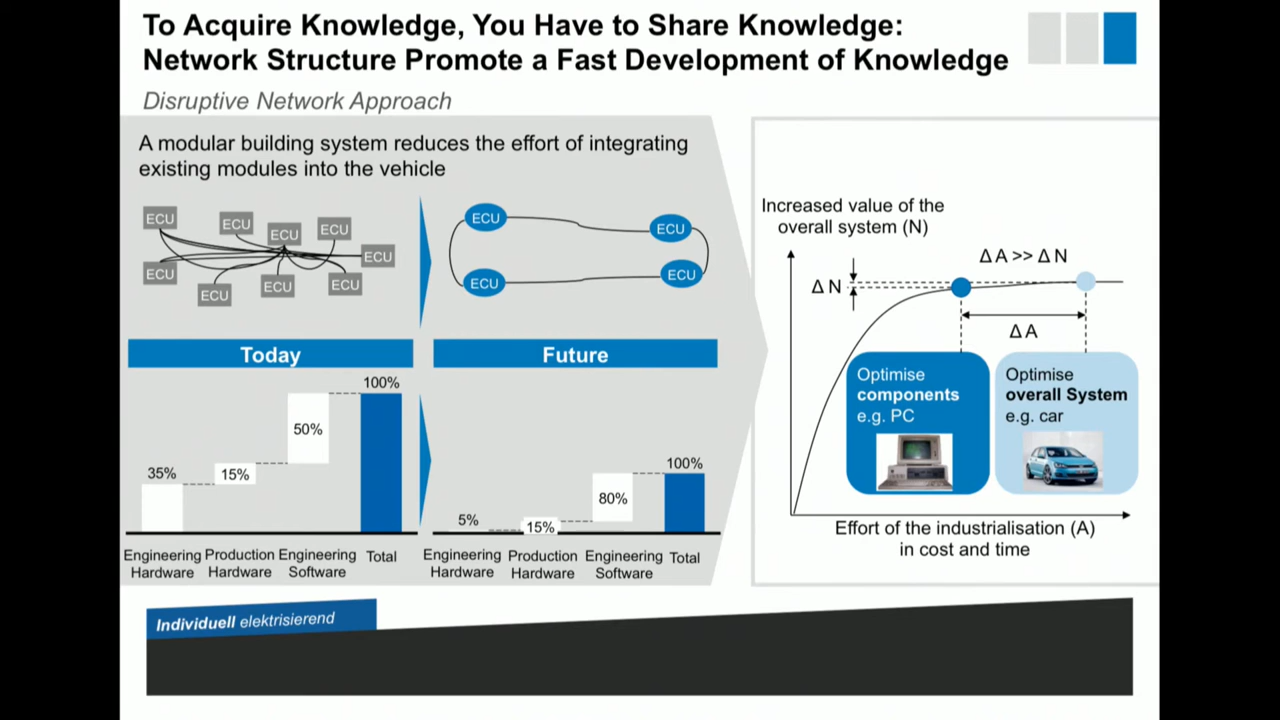 To Acquire Knowledge, You Have to Share Knowledge:
Network Structure Promote a Fast Development of Knowledge
Disruptive Network Approach
A modular building system reduces the effort of integrating
existing modules into the vehicle
ECU
ECU
ECU
ECU
ECU
ECU
ECU
ECU
ECU
ECU
ECU
ECU
ECU
Today
Future
100%
50%
35%
15%
Engineering Hardware
Production Hardware
Engineering Software
Total
100%
80%
5%
15%
Engineering Hardware
Production Hardware
Engineering Software
Total
Increased value of the
overall system (N)
Δ A >> Δ N
Δ N
Δ A
Optimise
components
e.g. PC
Optimise
overall System
e.g. car
Effort of the industrialisation (A)
in cost and time
Individuell elektrisierend